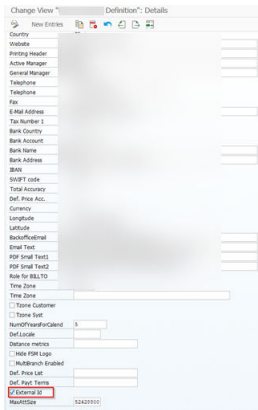 Change View " Definition": Details
New Entries
Country
Website
Printing Header
Active Manager
General Manager
Telephone
Telephone
Fax
E-Mail Address
Tax Number 1
Bank Country
Bank Account
Bank Name
Bank Address
IBAN
SWIFT code
Total Accuracy
Def. Price Acc.
Currency
Longitude
Latitude
BackofficeEmail
Email Text
PDF Small Text1
PDF Small Text2
Role for BILLTO
Time Zone
Time Zone
Tzone Customer
Tzone Syst
NumOfYearsForCalend 5
Def.Locale
Distance metrics
Hide FSM Logo
MultiBranch Enabled
Def. Price List
Def. Payt Terms
External Id
MaxAttSize 52428800